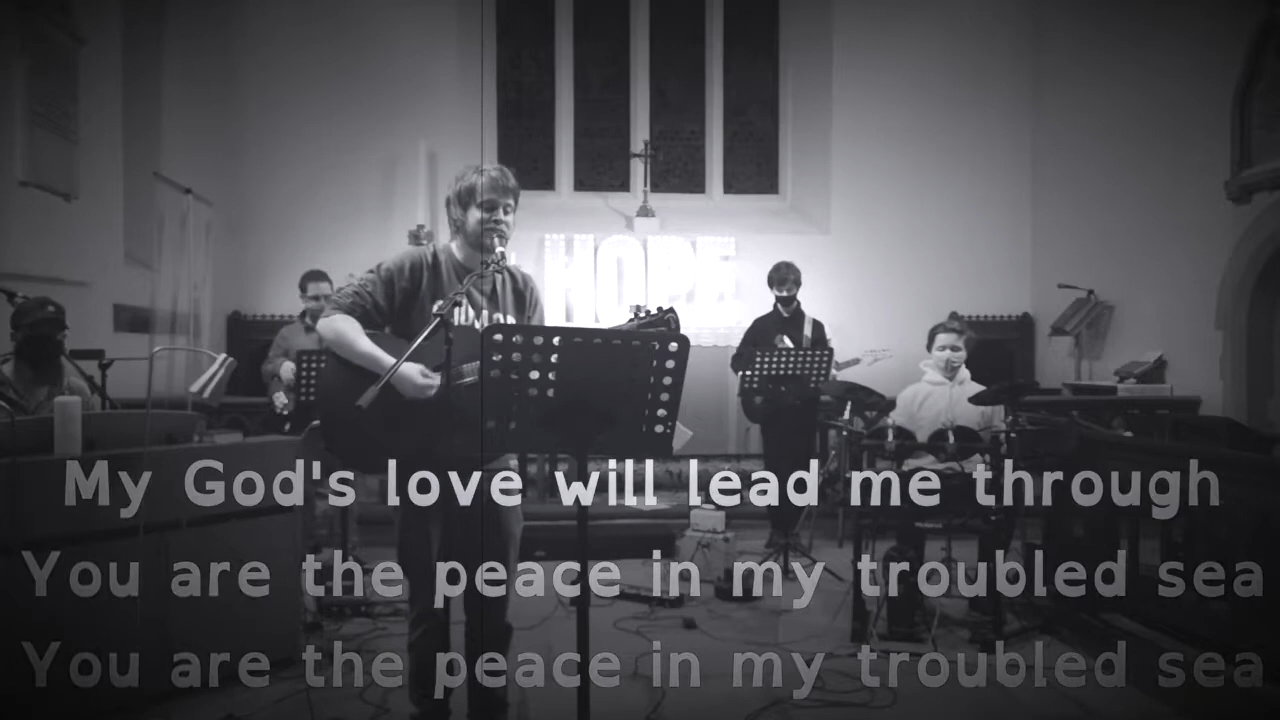 HOPE
My God's love will lead me through
You are the peace in my troubled sea
You are the peace in my troubled sea